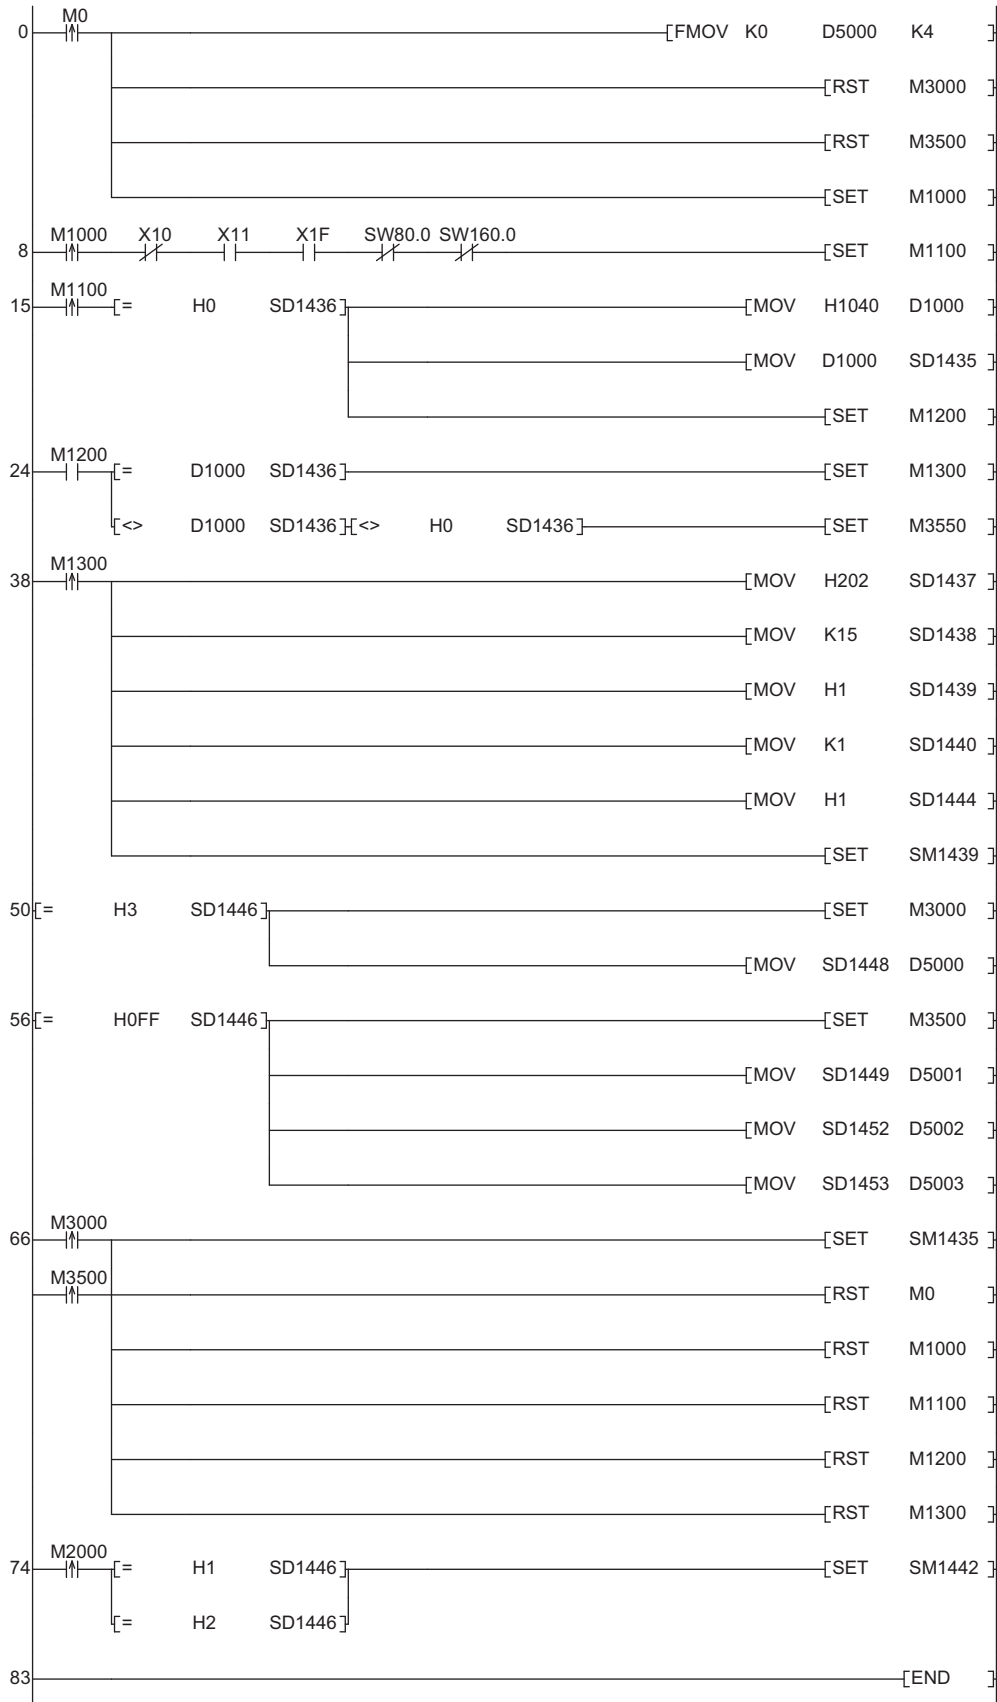 M0
0 [FMOV K0 D5000 K4 ]
[RST M3000 ]
[RST M3500 ]
[SET M1000 ]
M1000 X10 X11 X1F SW80.0 SW160.0
8 [SET M1100 ]
M1100
15 [= H0 SD1436 ] [MOV H1040 D1000 ]
[MOV D1000 SD1435 ]
[SET M1200 ]
M1200
24 [= D1000 SD1436 ] [SET M1300 ]
[<> D1000 SD1436 ] [<> H0 SD1436 ] [SET M3550 ]
M1300
38 [MOV H202 SD1437 ]
[MOV K15 SD1438 ]
[MOV H1 SD1439 ]
[MOV K1 SD1440 ]
[MOV H1 SD1444 ]
[SET SM1439 ]
50 [= H3 SD1446 ] [SET M3000 ]
[MOV SD1448 D5000 ]
56 [= H0FF SD1446 ] [SET M3500 ]
[MOV SD1449 D5001 ]
[MOV SD1452 D5002 ]
[MOV SD1453 D5003 ]
M3000
66 [SET SM1435 ]
M3500
[RST M0 ]
[RST M1000 ]
[RST M1100 ]
[RST M1200 ]
[RST M1300 ]
M2000
74 [= H1 SD1446 ] [SET SM1442 ]
[= H2 SD1446 ]
83 [END ]